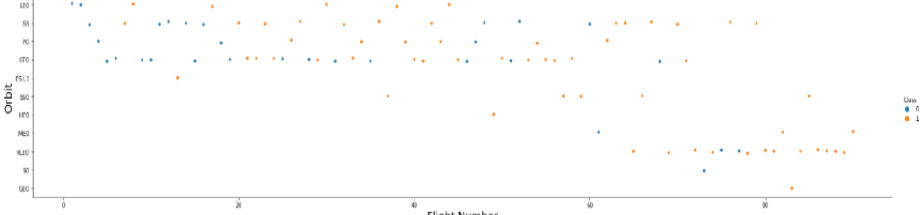 LEO
ISS
PO
GTO
ES-L1
SSO
HEO
MEO
VLEO
SO
GEO
Orbit
0
20
40
60
80
Flight Number
Class
0
1